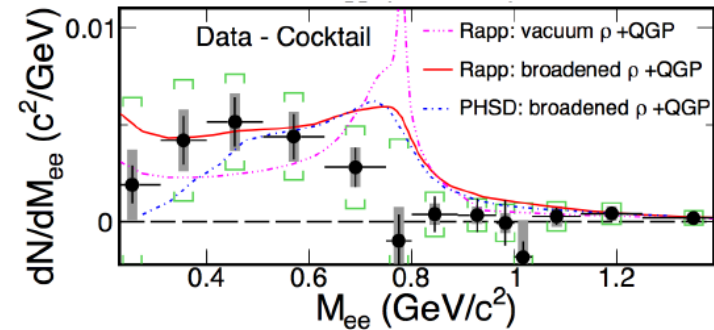 0.01
Data - Cocktail
Rapp: vacuum ρ +QGP
Rapp: broadened ρ +QGP
PHSD: broadened ρ +QGP
dN/dMee (c²/GeV)
0
0.4 0.6 0.8 1 1.2
Mee (GeV/c²)